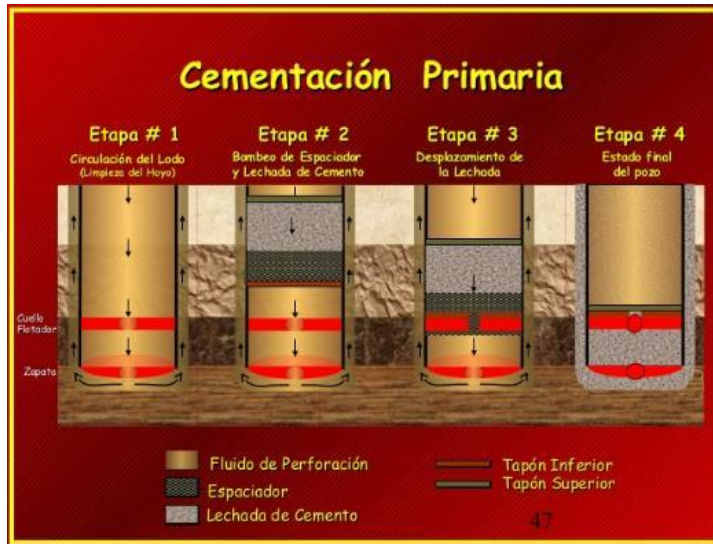 Cementación Primaria
Etapa # 1
Circulación del Lodo
(Limpieza del Hoyo)
Etapa # 2
Bombeo de Espaciador
y Lechada de Cemento
Etapa # 3
Desplazamiento de
la Lechada
Etapa # 4
Estado final
del pozo
Cuello
Flotador
Zapata
Fluido de Perforación
Espaciador
Lechada de Cemento
Tapón Inferior
Tapón Superior
47